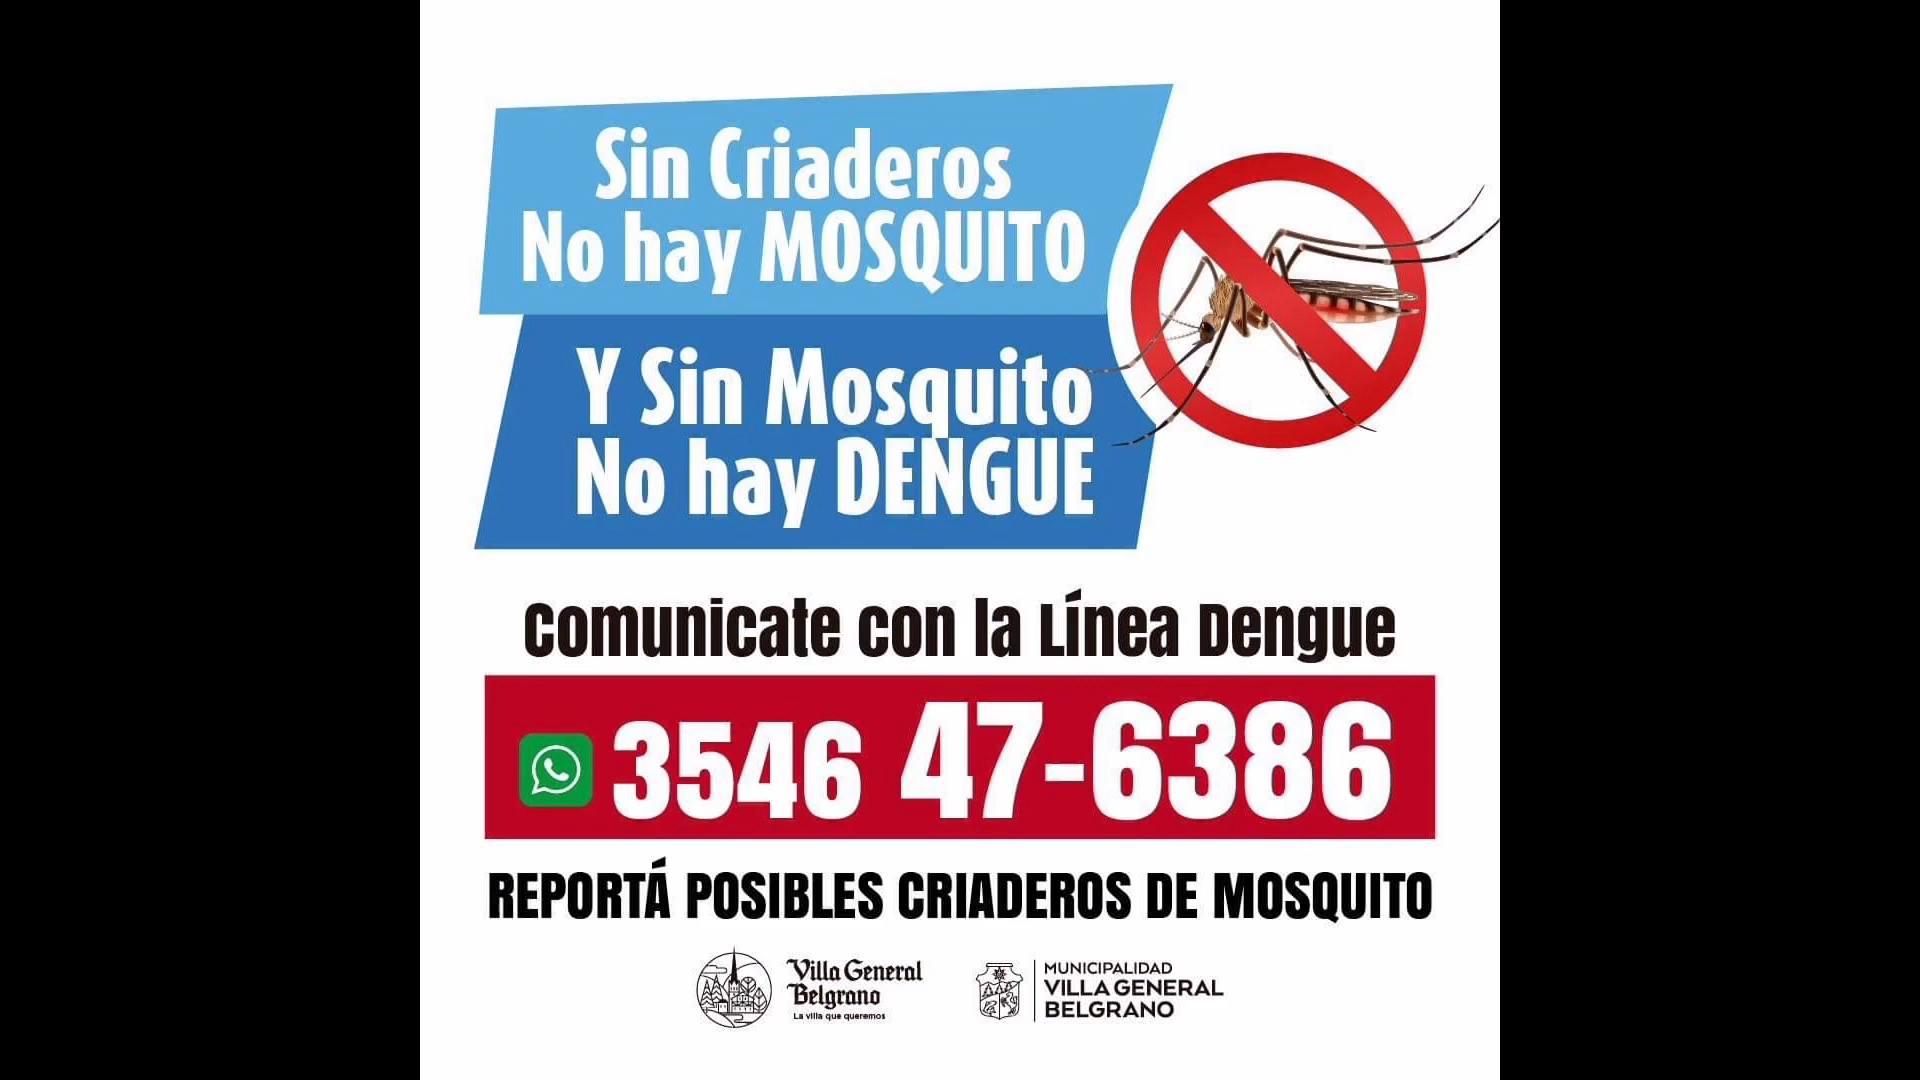 Sin Criaderos
No hay MOSQUITO
Y Sin Mosquito
No hay DENGUE
Comunicate con la Línea Dengue
3546 47-6386
REPORTÁ POSIBLES CRIADEROS DE MOSQUITO
Villa General
Belgrano
La villa que queremos
MUNICIPALIDAD
VILLA GENERAL
BELGRANO